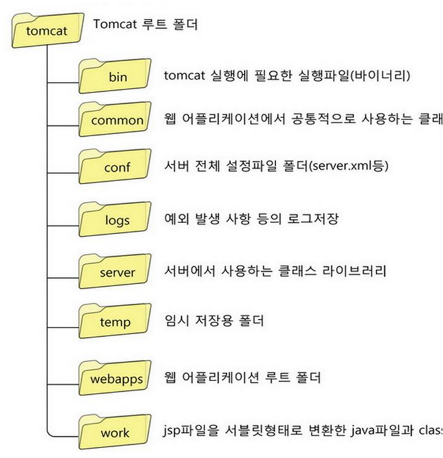 tomcat Tomcat 루트 폴더
bin tomcat 실행에 필요한 실행파일(바이너리)
common 웹 어플리케이션에서 공통적으로 사용하는 클래
conf 서버 전체 설정파일 폴더(server.xml등)
logs 예외 발생 사항 등의 로그저장
server 서버에서 사용하는 클래스 라이브러리
temp 임시 저장용 폴더
webapps 웹 어플리케이션 루트 폴더
work jsp파일을 서블릿형태로 변환한 java파일과 clas